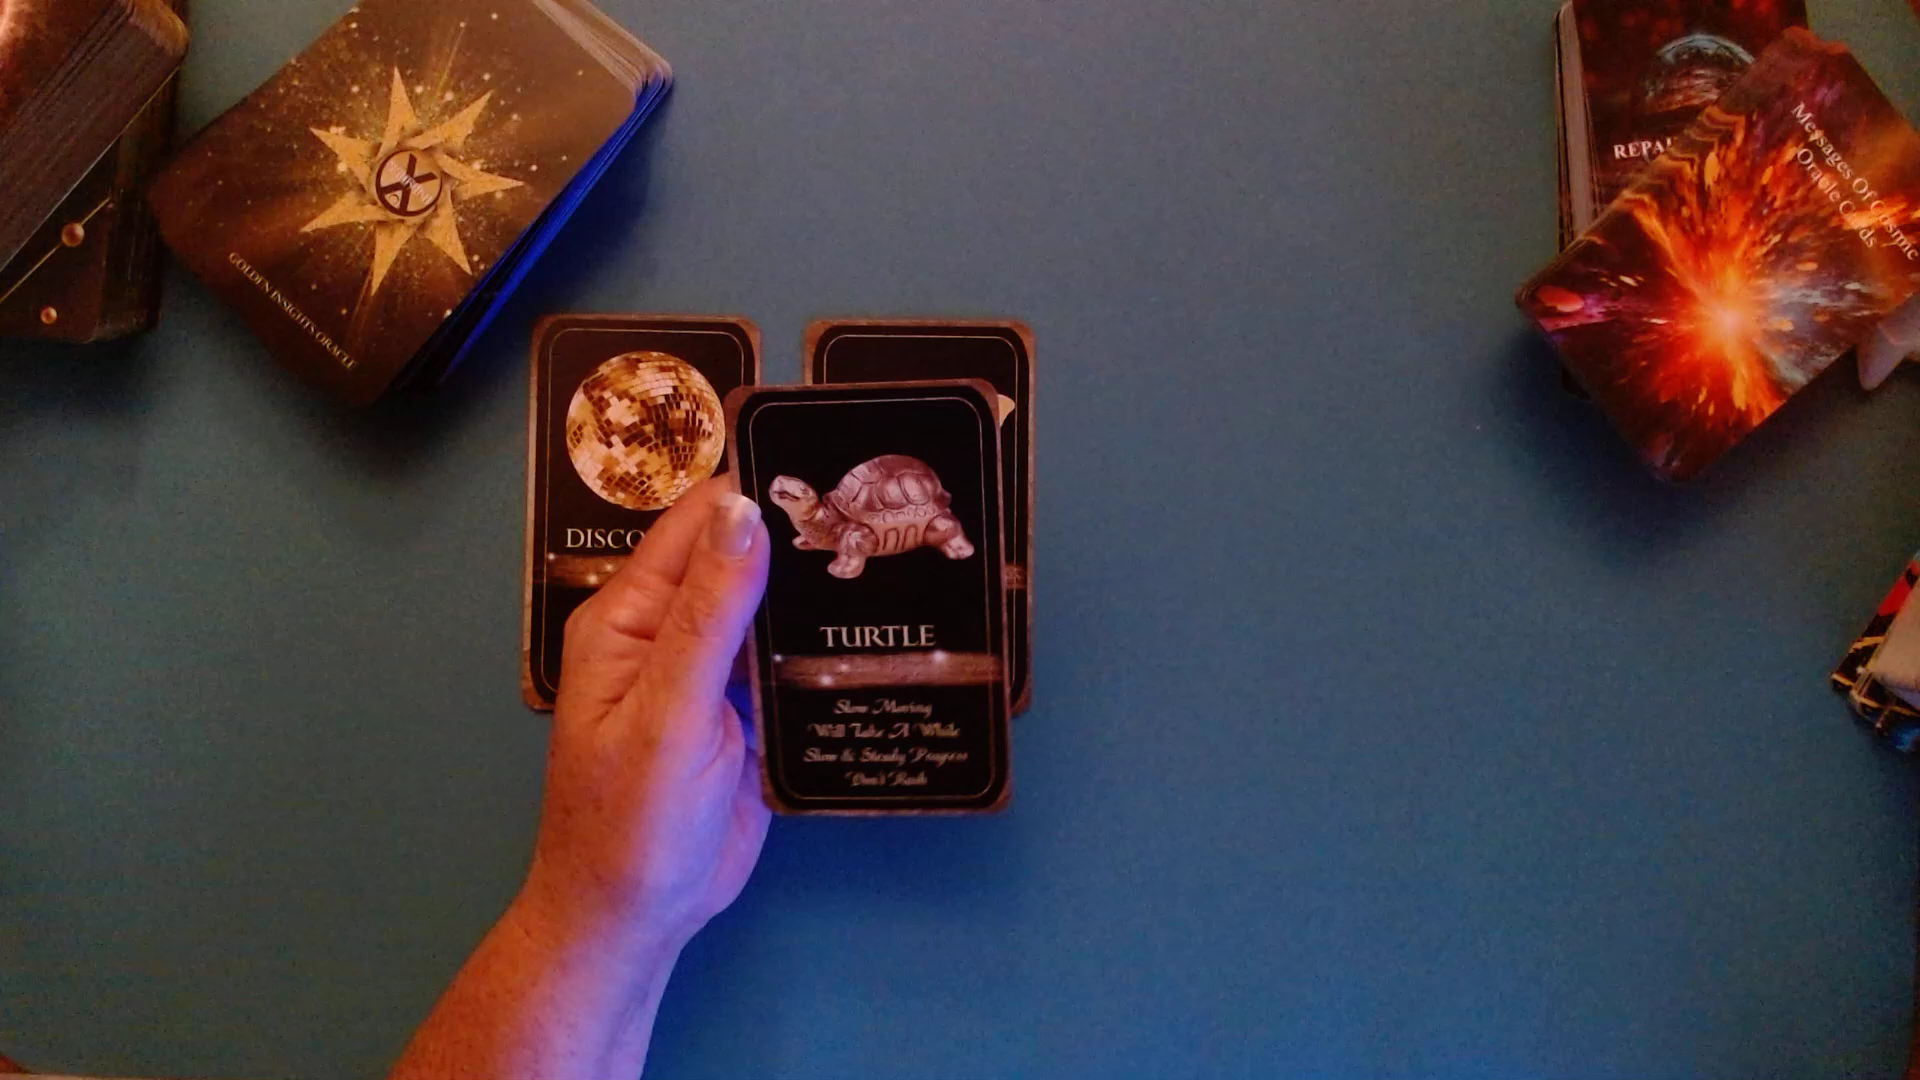 GOLDEN INSIGHTS ORACLE
REPAI
Messages Of Cosmic
Oracle Cards
DISCO
TURTLE
Slow Moving
Will Take A While
Slow & Steady Progress
Don't Rush